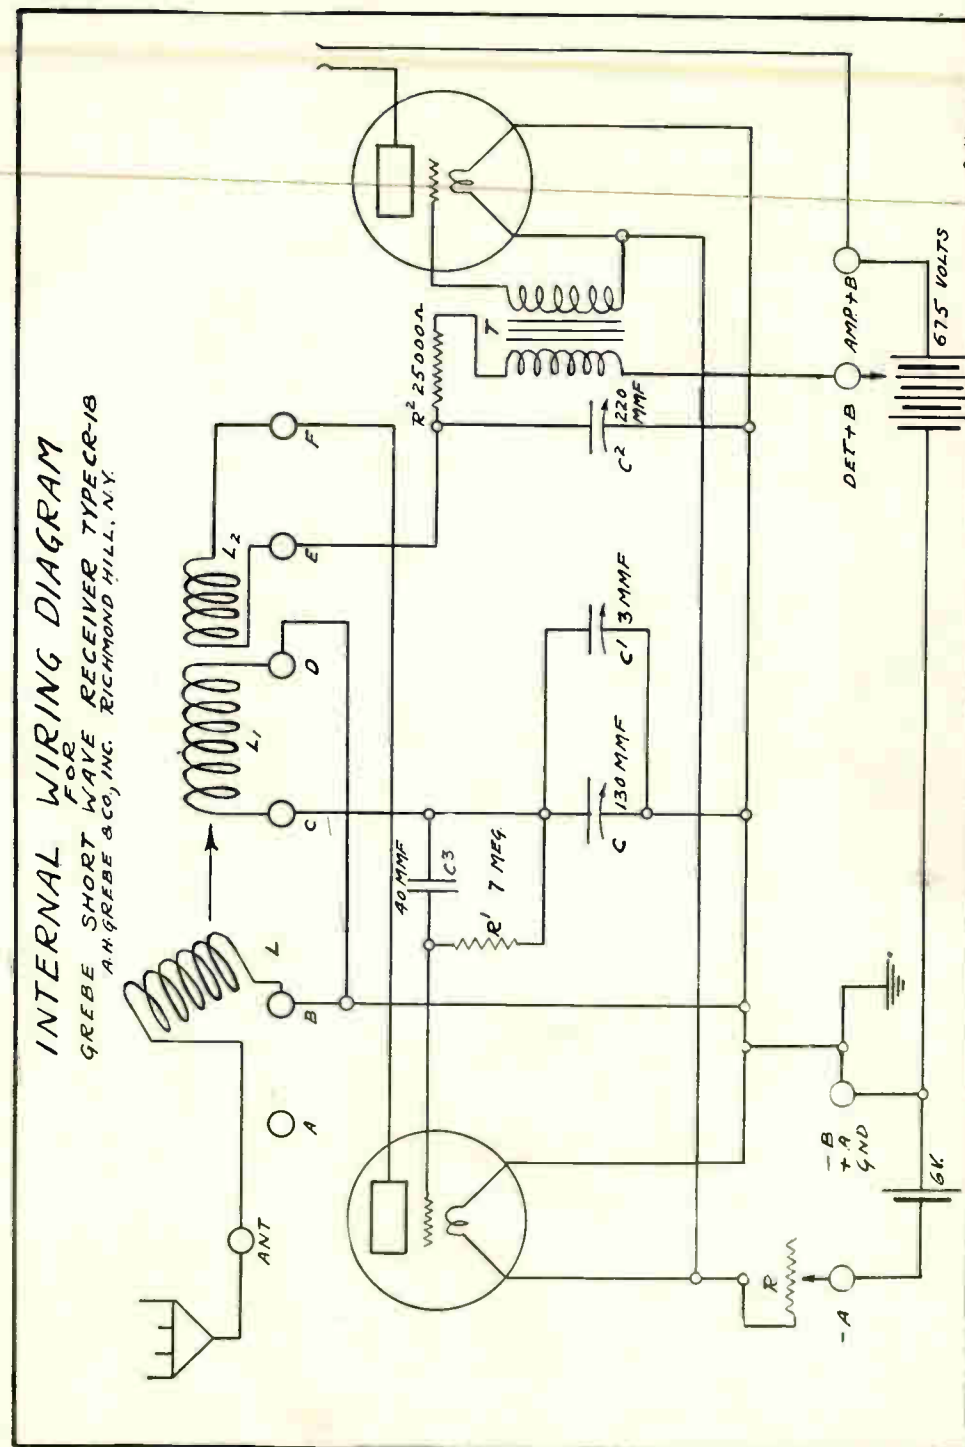 INTERNAL WIRING DIAGRAM
FOR
GREBE SHORT WAVE RECEIVER TYPE CR-18
A.H. GREBE & CO., INC. RICHMOND HILL, N.Y.
ANT
A
B
L
C
L1
D
E
L2
F
40 MMF
C3
R' 7 MEG.
C 130 MMF
C' 3 MMF
R2 25000Ω
C2 220
MMF
T
R
-A
-B
+A
GND
6V.
DET+B
AMP.+B
675 VOLTS